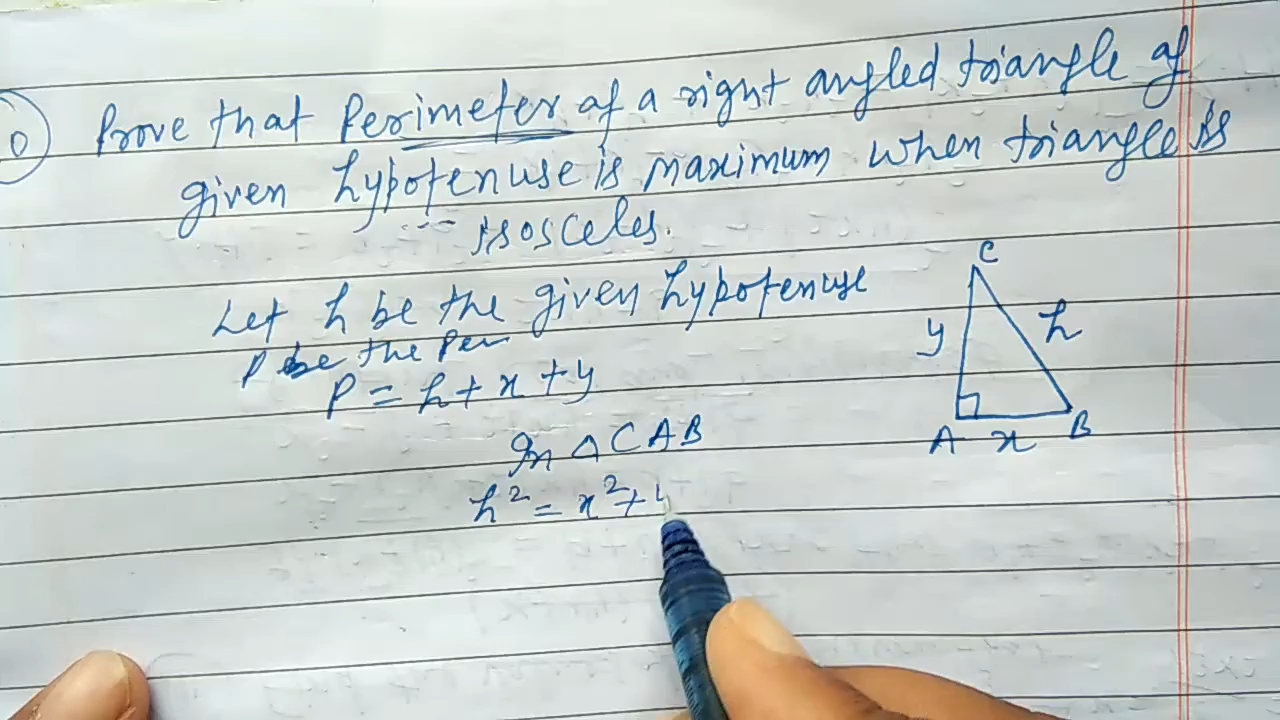 Prove that Perimeter of a right angled triangle of
given hypotenuse is maximum when triangle is
isosceles.
Let h be the given hypotenuse
P be the Per
P = h + x + y
In △CAB
h² = x² +
C
y
h
A
x
B